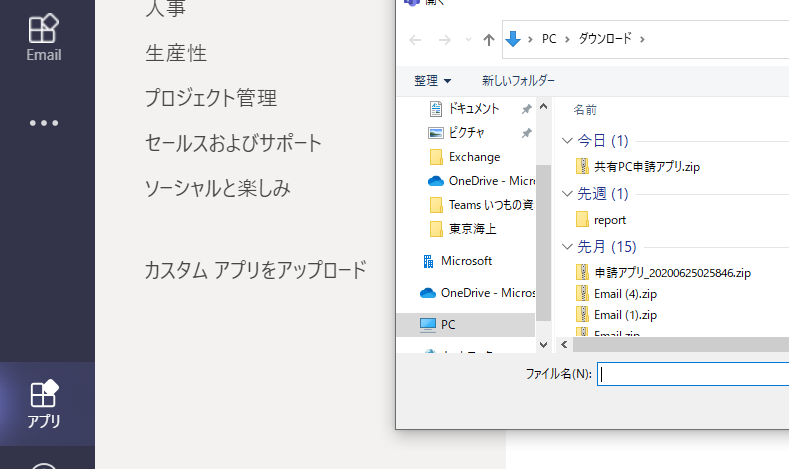 Email
アプリ
人事
生産性
プロジェクト管理
セールスおよびサポート
ソーシャルと楽しみ
カスタム アプリをアップロード
開く
PC
ダウンロード
整理
新しいフォルダー
ドキュメント
ピクチャ
Exchange
OneDrive - Micr
Teams いつもの資
東京海上
Microsoft
OneDrive - Micros
PC
名前
今日 (1)
共有PC申請アプリ.zip
先週 (1)
report
先月 (15)
申請アプリ_20200625025846.zip
Email (4).zip
Email (1).zip
Email.zip
ファイル名(N):